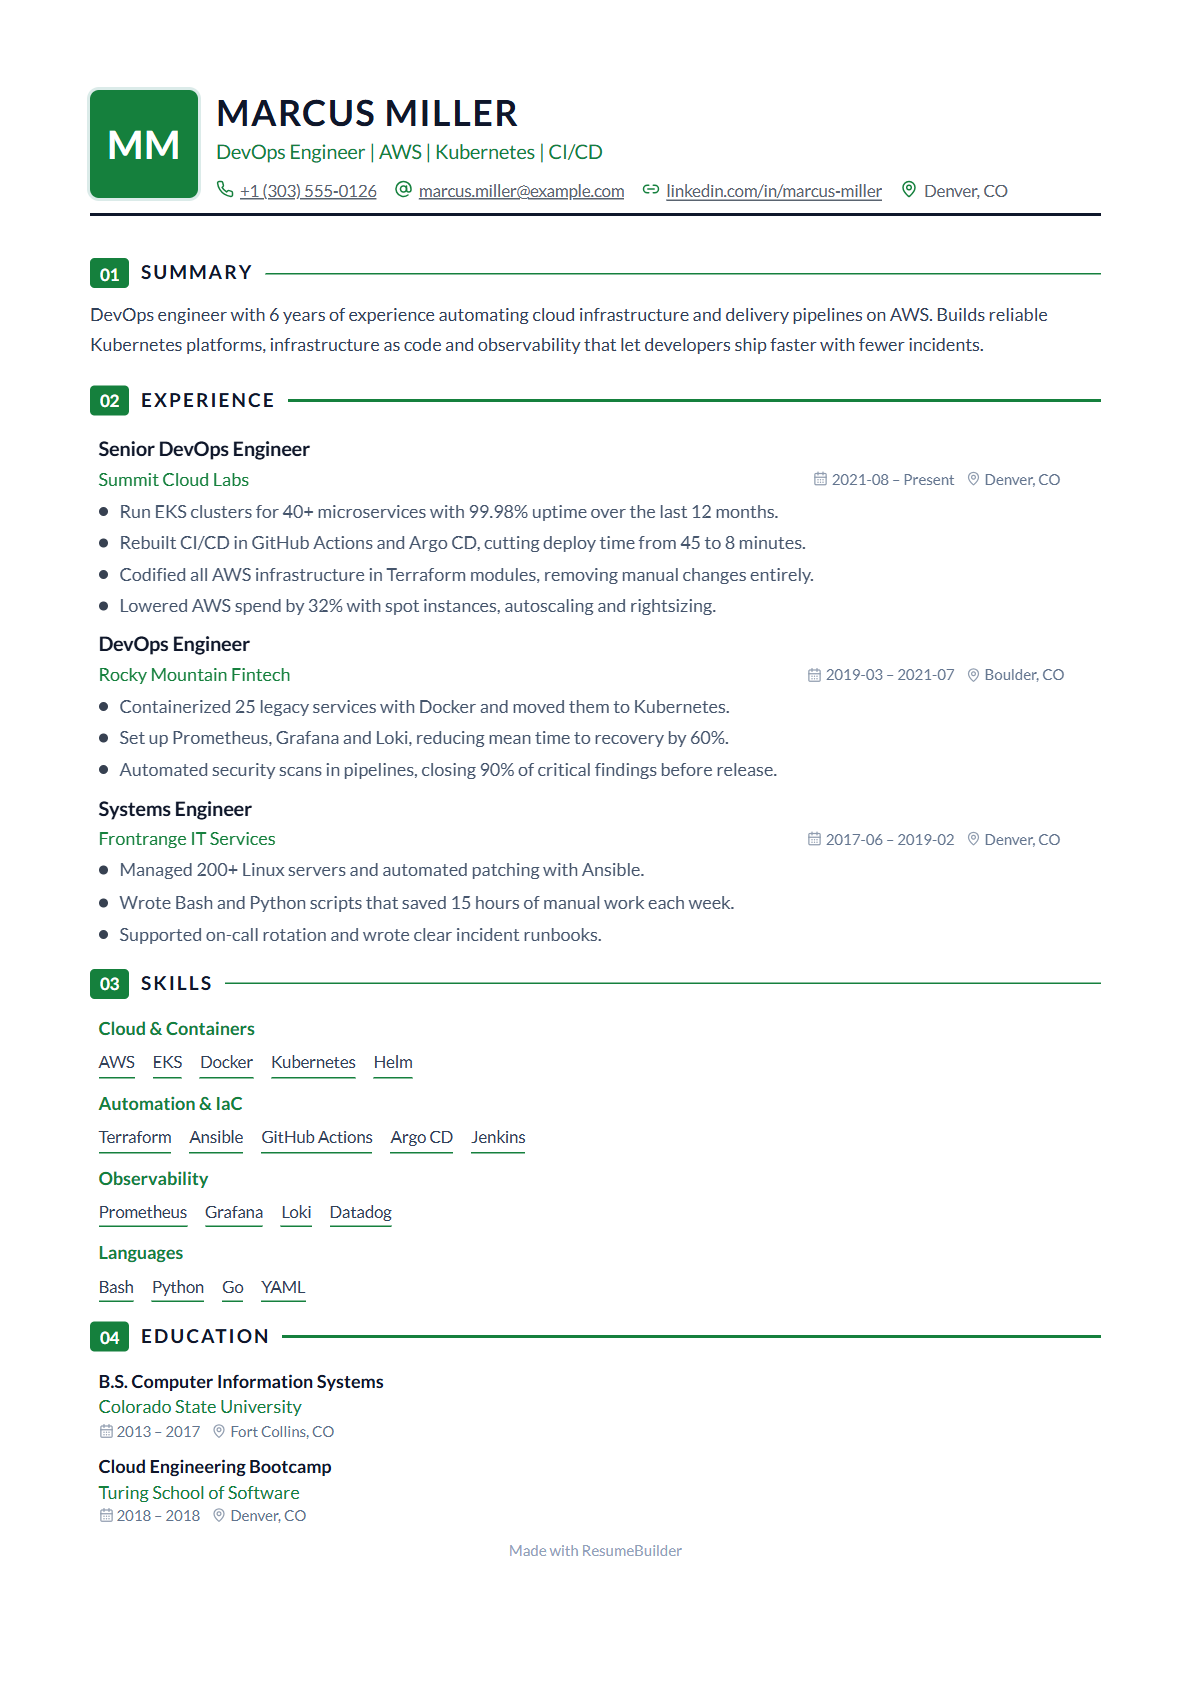 MM
MARCUS MILLER
DevOps Engineer | AWS | Kubernetes | CI/CD
+1 (303) 555-0126 marcus.miller@example.com linkedin.com/in/marcus-miller Denver, CO
01 SUMMARY
DevOps engineer with 6 years of experience automating cloud infrastructure and delivery pipelines on AWS. Builds reliable
Kubernetes platforms, infrastructure as code and observability that let developers ship faster with fewer incidents.
02 EXPERIENCE
Senior DevOps Engineer
Summit Cloud Labs 2021-08 – Present Denver, CO
● Run EKS clusters for 40+ microservices with 99.98% uptime over the last 12 months.
● Rebuilt CI/CD in GitHub Actions and Argo CD, cutting deploy time from 45 to 8 minutes.
● Codified all AWS infrastructure in Terraform modules, removing manual changes entirely.
● Lowered AWS spend by 32% with spot instances, autoscaling and rightsizing.
DevOps Engineer
Rocky Mountain Fintech 2019-03 – 2021-07 Boulder, CO
● Containerized 25 legacy services with Docker and moved them to Kubernetes.
● Set up Prometheus, Grafana and Loki, reducing mean time to recovery by 60%.
● Automated security scans in pipelines, closing 90% of critical findings before release.
Systems Engineer
Frontrange IT Services 2017-06 – 2019-02 Denver, CO
● Managed 200+ Linux servers and automated patching with Ansible.
● Wrote Bash and Python scripts that saved 15 hours of manual work each week.
● Supported on-call rotation and wrote clear incident runbooks.
03 SKILLS
Cloud & Containers
AWS EKS Docker Kubernetes Helm
Automation & IaC
Terraform Ansible GitHub Actions Argo CD Jenkins
Observability
Prometheus Grafana Loki Datadog
Languages
Bash Python Go YAML
04 EDUCATION
B.S. Computer Information Systems
Colorado State University
2013 – 2017 Fort Collins, CO
Cloud Engineering Bootcamp
Turing School of Software
2018 – 2018 Denver, CO
Made with ResumeBuilder